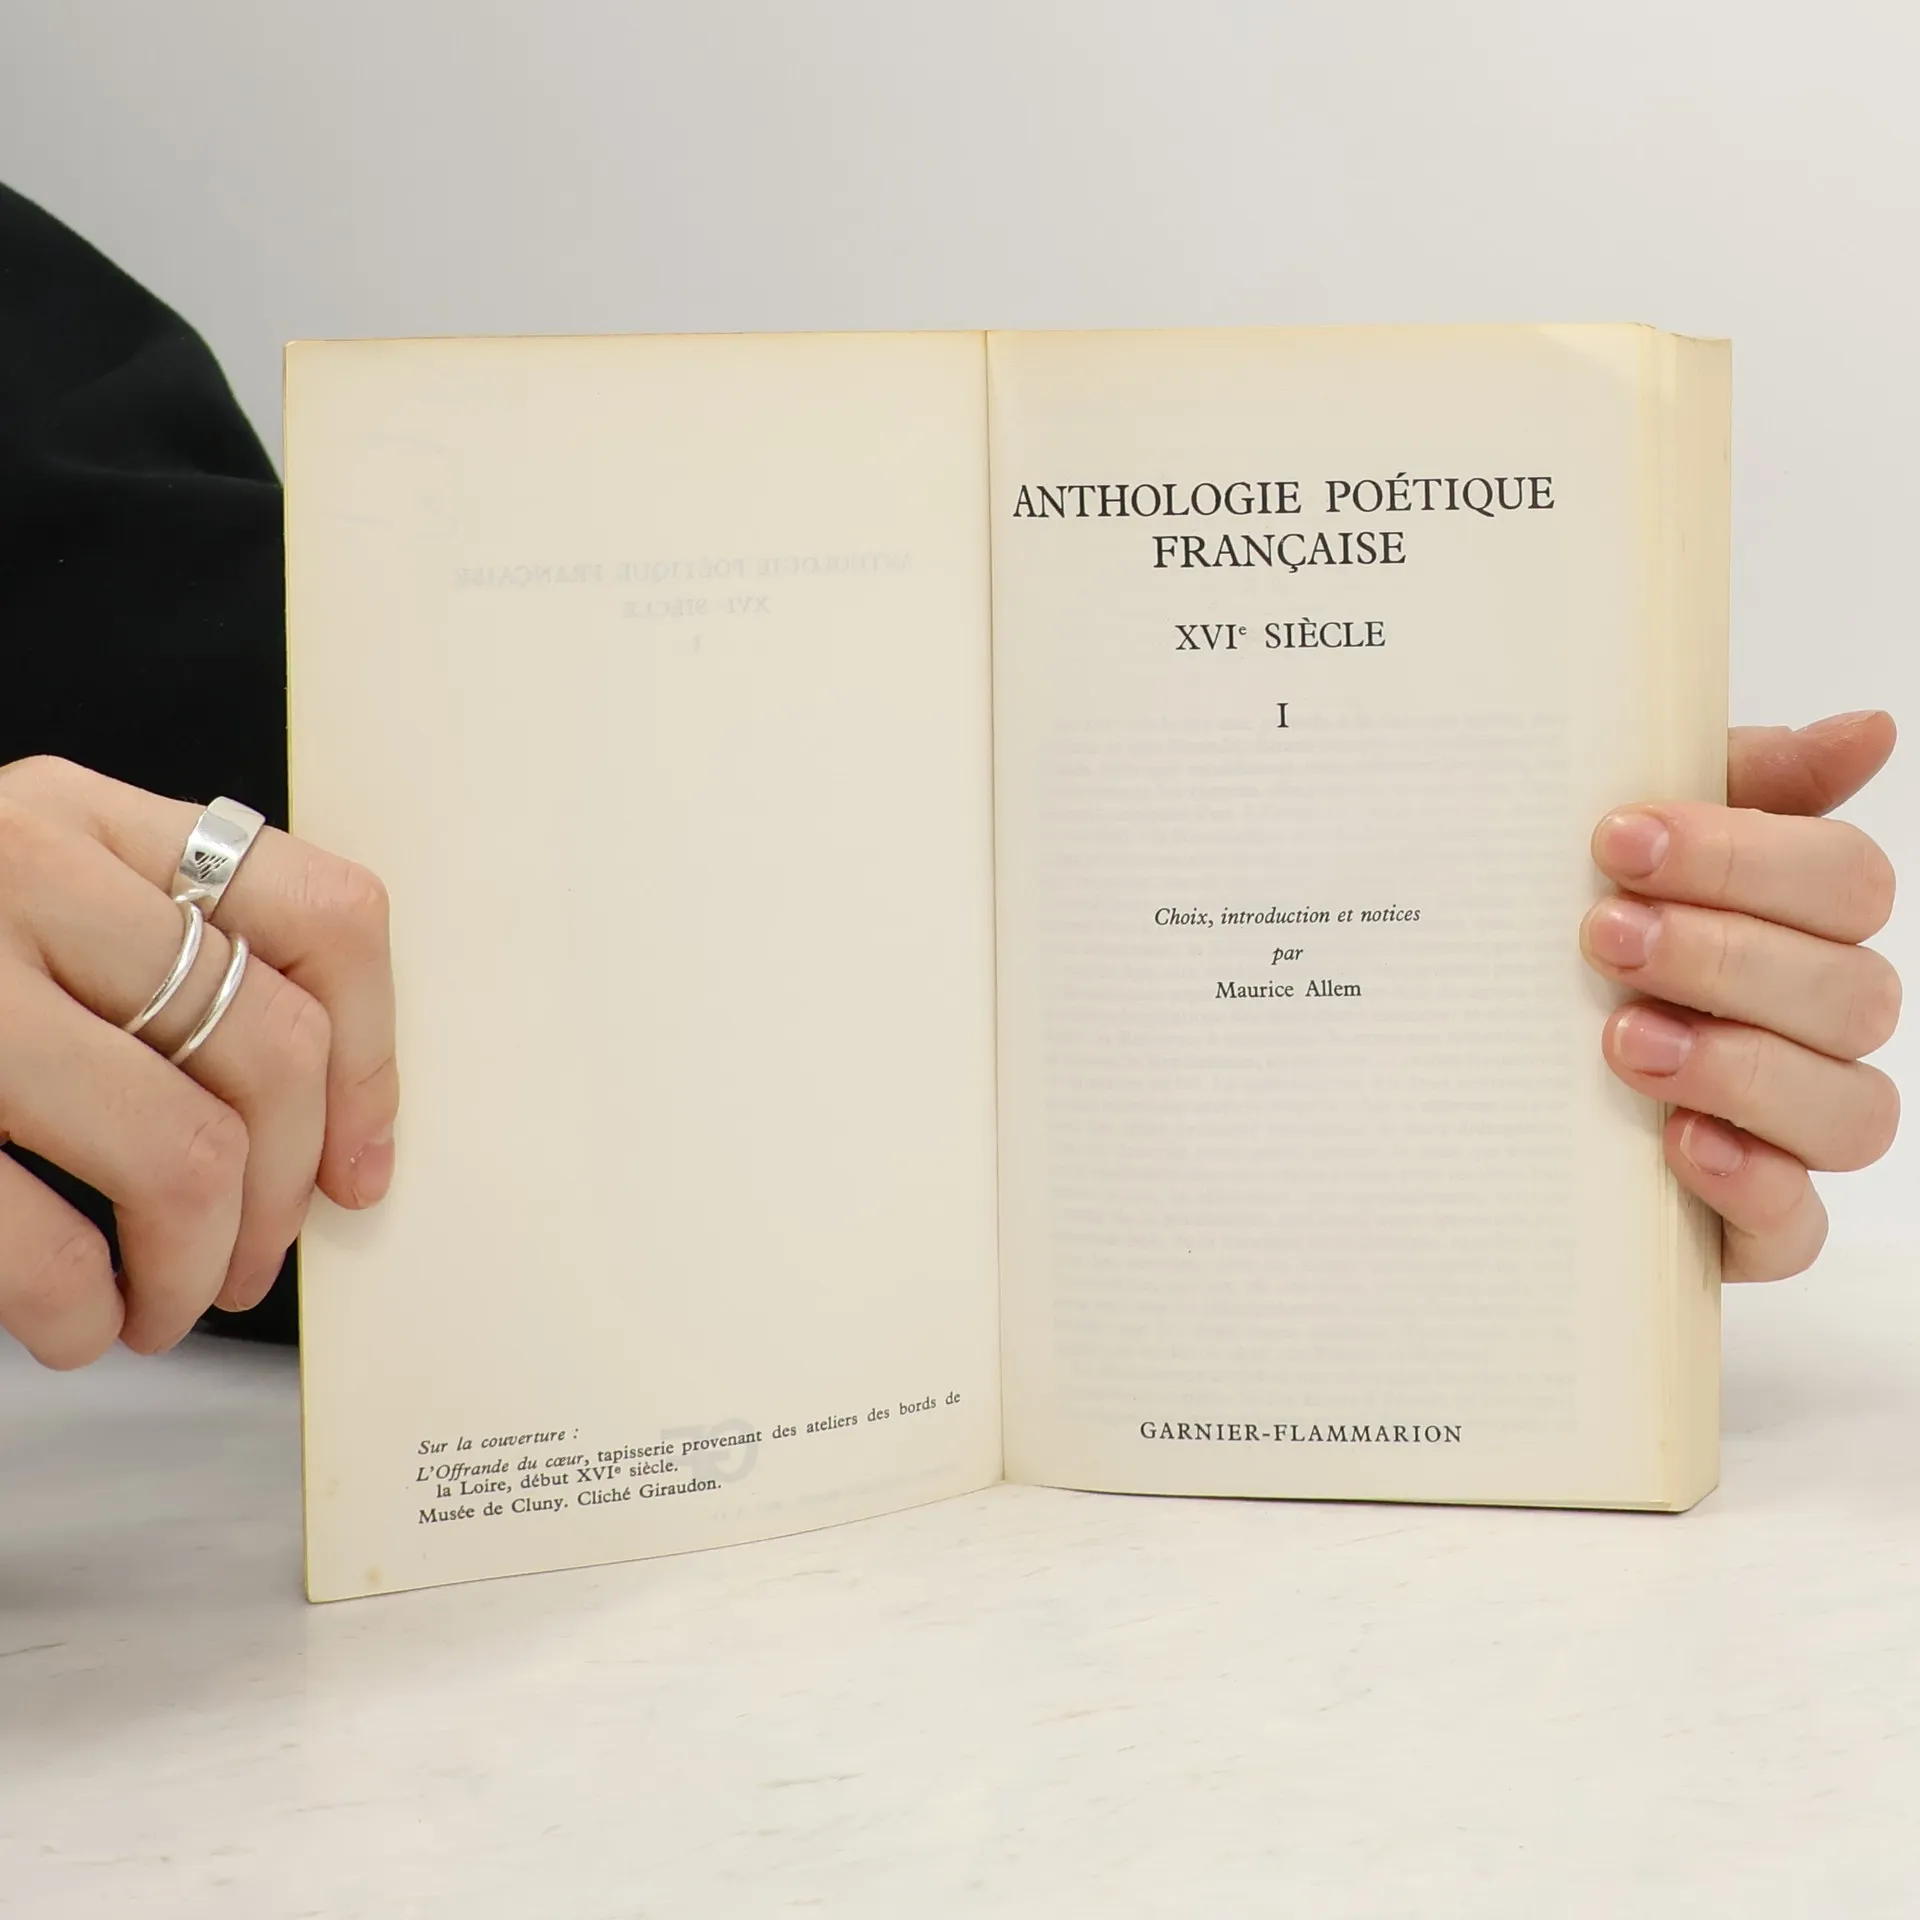 Sur la couverture :
L'Offrande du cœur, tapisserie provenant des ateliers des bords de
la Loire, début XVIe siècle.
Musée de Cluny. Cliché Giraudon.
ANTHOLOGIE POÉTIQUE
FRANÇAISE
XVIe SIÈCLE
I
Choix, introduction et notices
par
Maurice Allem
GARNIER-FLAMMARION